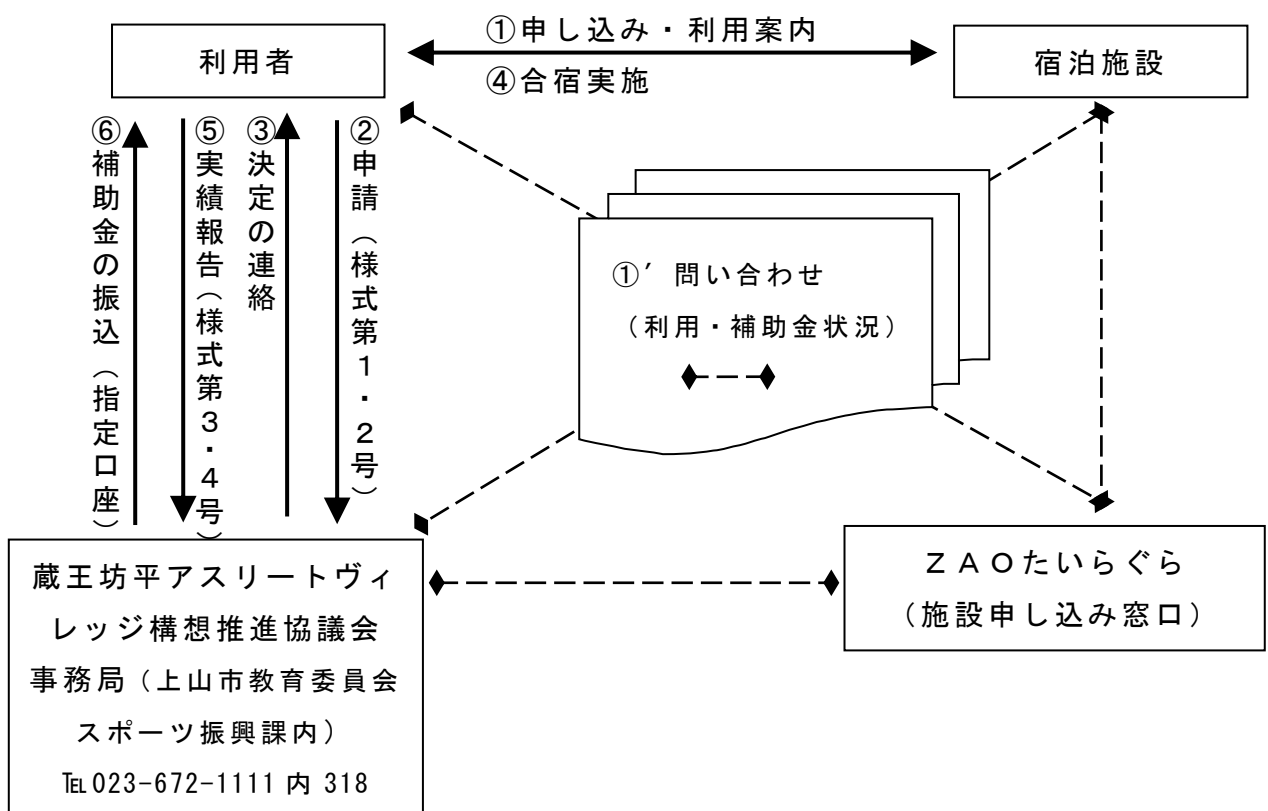 利用者
①申し込み・利用案内
④合宿実施
宿泊施設
⑥補助金の振込（指定口座）
⑤実績報告（様式第３・４号）
③決定の連絡
②申請（様式第１・２号）
①′問い合わせ
（利用・補助金状況）
蔵王坊平アスリートヴィ
レッジ構想推進協議会
事務局（上山市教育委員会
スポーツ振興課内）
℡023-672-1111 内 318
ＺＡＯたいらぐら
（施設申し込み窓口）